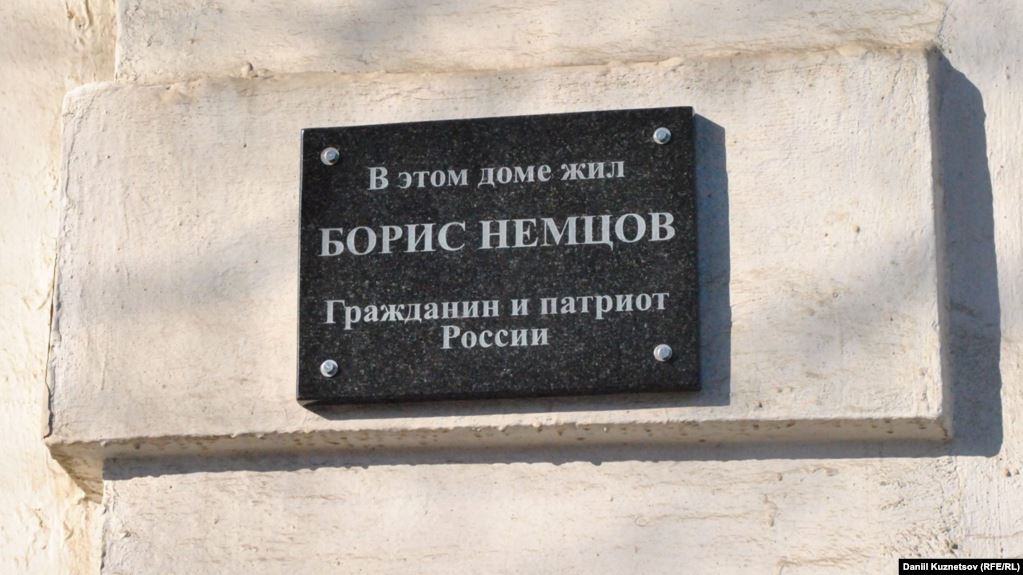 В этом доме жил
БОРИС НЕМЦОВ
Гражданин и патриот
России
Daniil Kuznetsov (RFE/RL)